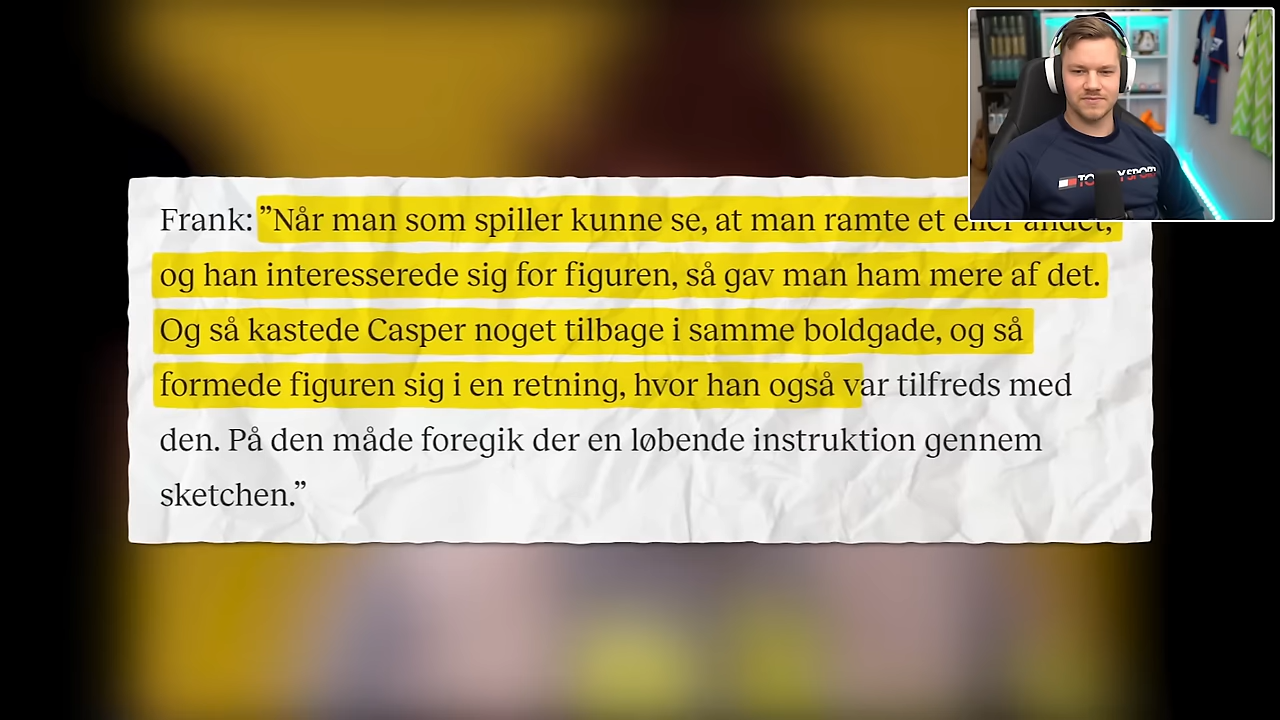 Frank: ”Når man som spiller kunne se, at man ramte et eller andet,
og han interesserede sig for figuren, så gav man ham mere af det.
Og så kastede Casper noget tilbage i samme boldgade, og så
formede figuren sig i en retning, hvor han også var tilfreds med
den. På den måde foregik der en løbende instruktion gennem
sketchen.”